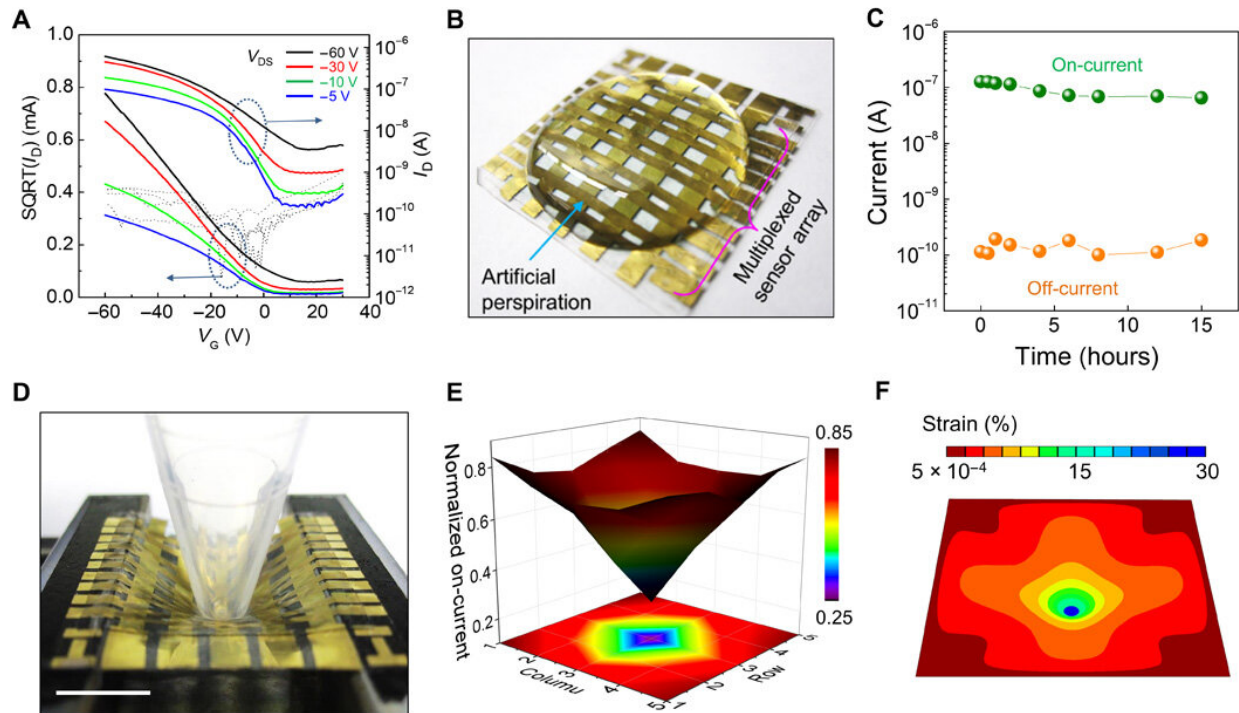 A
SQRT(I_D) (mA)
1.0
0.8
0.6
0.4
0.2
0.0
V_DS
–60 V
–30 V
–10 V
–5 V
10⁻⁶
10⁻⁷
10⁻⁸
10⁻⁹
10⁻¹⁰
10⁻¹¹
10⁻¹²
I_D (A)
–60 –40 –20 0 20 40
V_G (V)
B
Artificial
perspiration
Multiplexed
sensor array
C
Current (A)
10⁻⁶
10⁻⁷
10⁻⁸
10⁻⁹
10⁻¹⁰
10⁻¹¹
On-current
Off-current
0 5 10 15
Time (hours)
D
E
Normalized on-current
0.8
0.6
0.4
0.2
1 2 3 4 5
Columu
1 2 3 4 5
Row
0.85
0.25
F
Strain (%)
5 × 10⁻⁴ 15 30